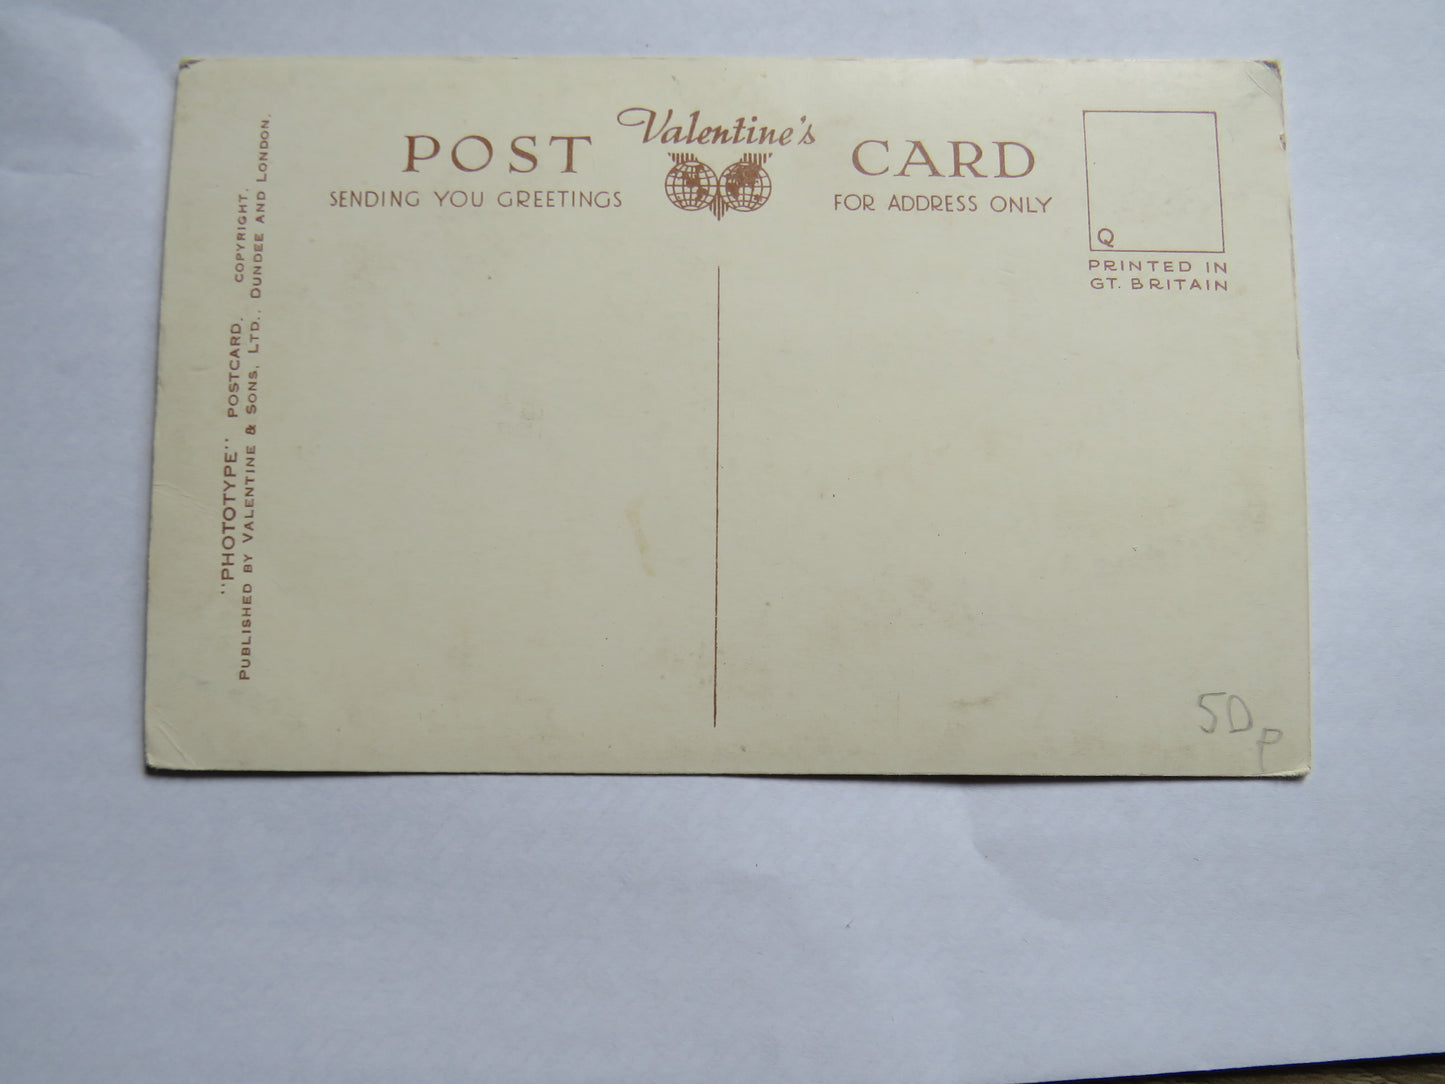 POST Valentine's CARD
SENDING YOU GREETINGS
FOR ADDRESS ONLY
Q
PRINTED IN
GT. BRITAIN
"PHOTOTYPE" POSTCARD. COPYRIGHT.
PUBLISHED BY VALENTINE & SONS, LTD., DUNDEE AND LONDON.
50p